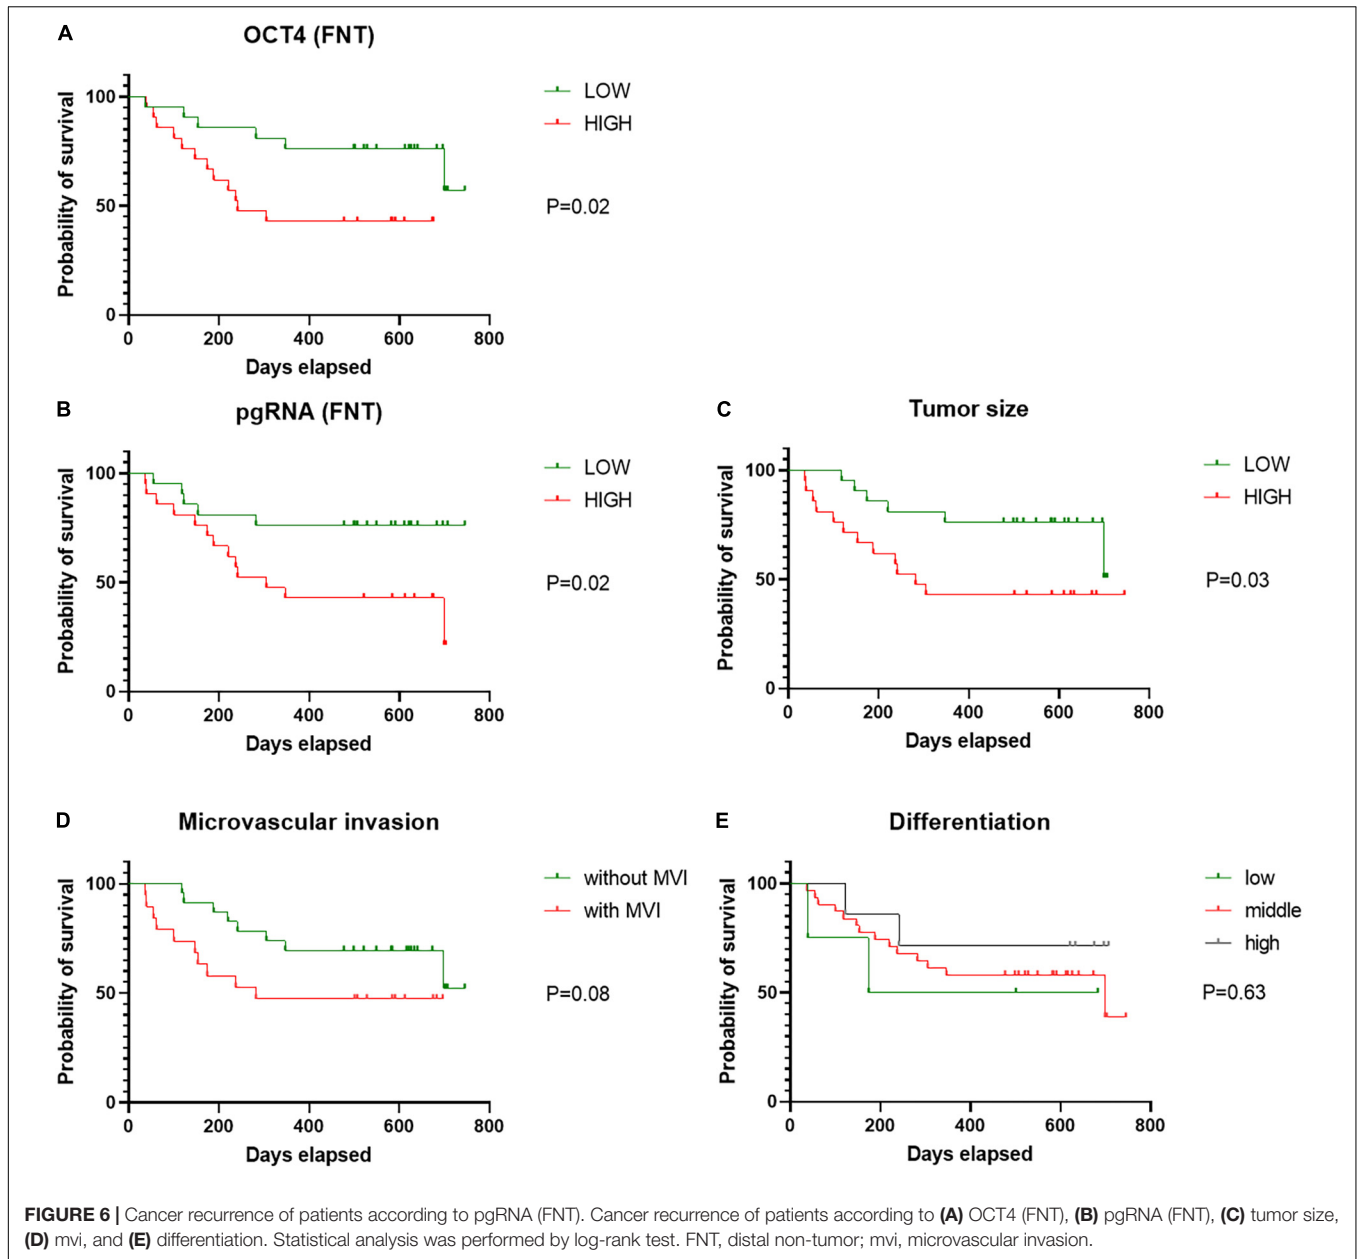 A
OCT4 (FNT)
Probability of survival
100
50
0
0 200 400 600 800
Days elapsed
LOW
HIGH
P=0.02
B
pgRNA (FNT)
Probability of survival
100
50
0
0 200 400 600 800
Days elapsed
LOW
HIGH
P=0.02
C
Tumor size
Probability of survival
100
50
0
0 200 400 600 800
Days elapsed
LOW
HIGH
P=0.03
D
Microvascular invasion
Probability of survival
100
50
0
0 200 400 600 800
Days elapsed
without MVI
with MVI
P=0.08
E
Differentiation
Probability of survival
100
50
0
0 200 400 600 800
Days elapsed
low
middle
high
P=0.63
FIGURE 6 | Cancer recurrence of patients according to pgRNA (FNT). Cancer recurrence of patients according to (A) OCT4 (FNT), (B) pgRNA (FNT), (C) tumor size,
(D) mvi, and (E) differentiation. Statistical analysis was performed by log-rank test. FNT, distal non-tumor; mvi, microvascular invasion.